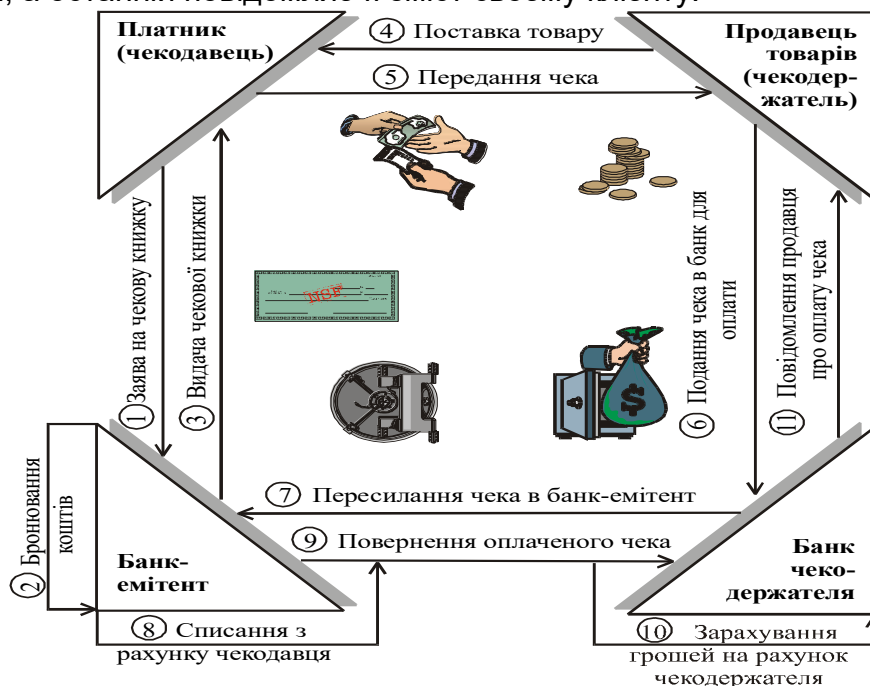 Платник
(чекодавець)
④ Поставка товару
⑤ Передання чека
Продавець
товарів
(чекодер-
жатель)
① Заява на чекову книжку
③ Видача чекової книжки
⑥ Подання чека в банк для
оплати
⑪ Повідомлення продавця
про оплату чека
NSF
$
② Бронювання
коштів
⑦ Пересилання чека в банк-емітент
⑨ Повернення оплаченого чека
Банк-
емітент
Банк
чеко-
держателя
⑧ Списання з
рахунку чекодавця
⑩ Зарахування
грошей на рахунок
чекодержателя